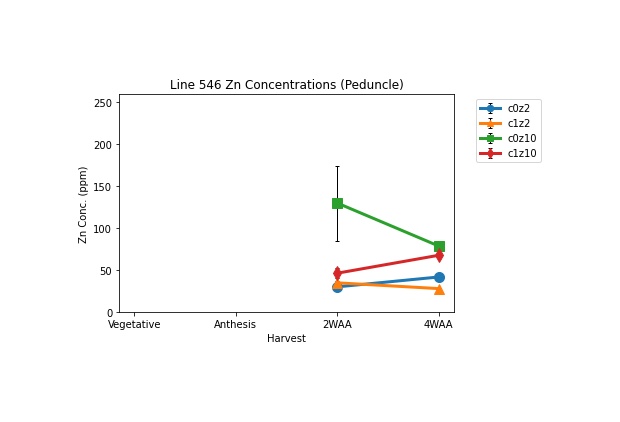 Line 546 Zn Concentrations (Peduncle)
250
200
150
100
50
0
Zn Conc. (ppm)
Vegetative Anthesis 2WAA 4WAA
Harvest
c0z2
c1z2
c0z10
c1z10